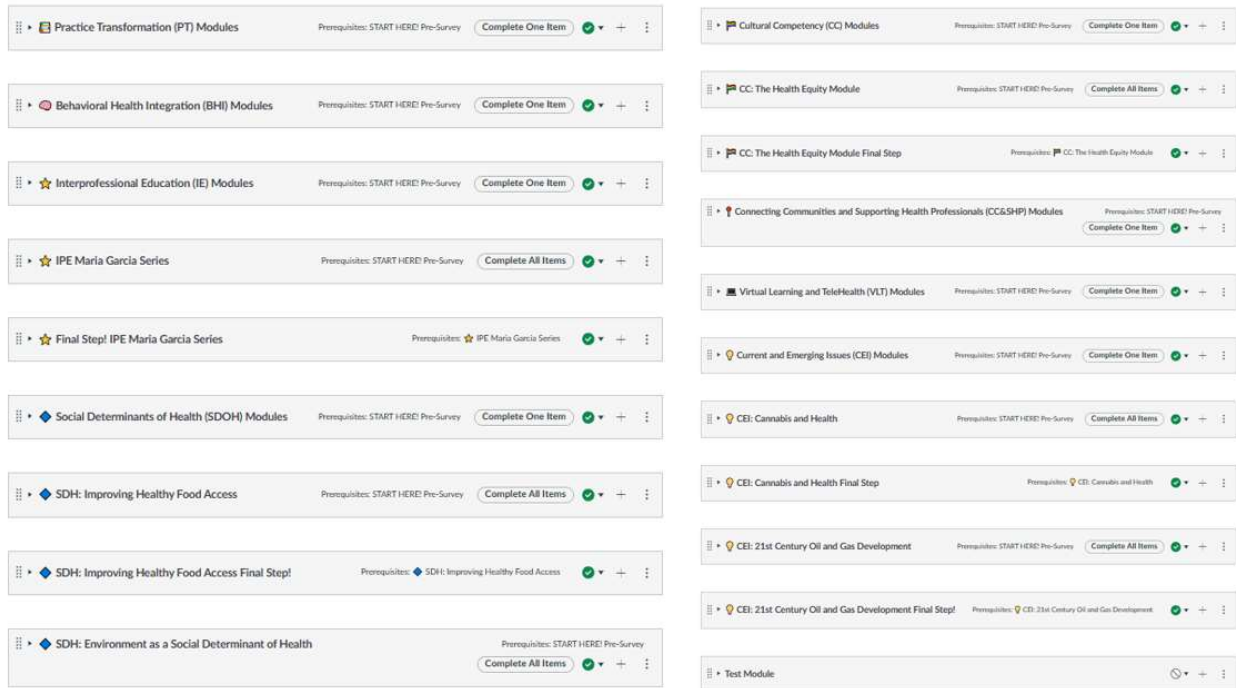 Practice Transformation (PT) Modules Prerequisites: START HERE! Pre-Survey Complete One Item
Behavioral Health Integration (BHI) Modules Prerequisites: START HERE! Pre-Survey Complete One Item
Interprofessional Education (IE) Modules Prerequisites: START HERE! Pre-Survey Complete One Item
IPE Maria Garcia Series Prerequisites: START HERE! Pre-Survey Complete All Items
Final Step! IPE Maria Garcia Series Prerequisites: IPE Maria Garcia Series
Social Determinants of Health (SDOH) Modules Prerequisites: START HERE! Pre-Survey Complete One Item
SDH: Improving Healthy Food Access Prerequisites: START HERE! Pre-Survey Complete All Items
SDH: Improving Healthy Food Access Final Step! Prerequisites: SDH: Improving Healthy Food Access
SDH: Environment as a Social Determinant of Health Prerequisites: START HERE! Pre-Survey
Complete All Items
Cultural Competency (CC) Modules Prerequisites: START HERE! Pre-Survey Complete One Item
CC: The Health Equity Module Prerequisites: START HERE! Pre-Survey Complete All Items
CC: The Health Equity Module Final Step Prerequisites: CC: The Health Equity Module
Connecting Communities and Supporting Health Professionals (CC&SHP) Modules Prerequisites: START HERE! Pre-Survey
Complete One Item
Virtual Learning and TeleHealth (VLT) Modules Prerequisites: START HERE! Pre-Survey Complete One Item
Current and Emerging Issues (CEI) Modules Prerequisites: START HERE! Pre-Survey Complete One Item
CEI: Cannabis and Health Prerequisites: START HERE! Pre-Survey Complete All Items
CEI: Cannabis and Health Final Step Prerequisites: CEI: Cannabis and Health
CEI: 21st Century Oil and Gas Development Prerequisites: START HERE! Pre-Survey Complete All Items
CEI: 21st Century Oil and Gas Development Final Step! Prerequisites: CEI: 21st Century Oil and Gas Development
Test Module